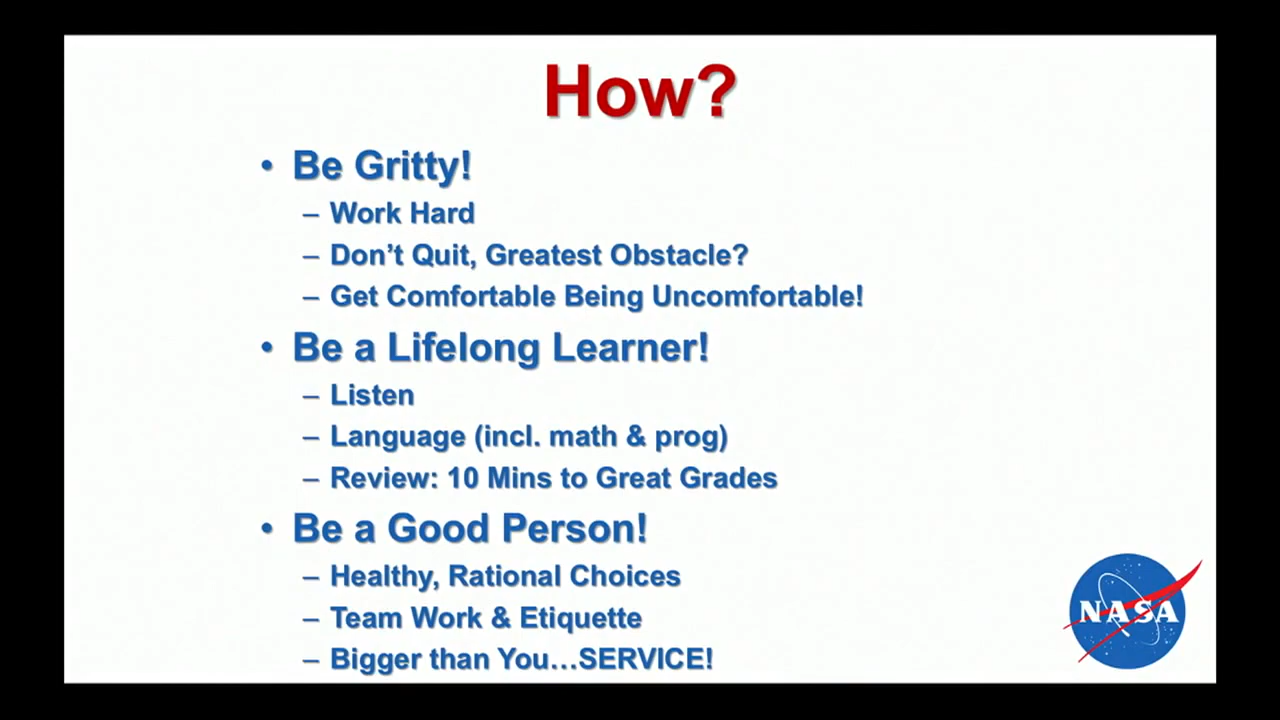 How?
• Be Gritty!
– Work Hard
– Don’t Quit, Greatest Obstacle?
– Get Comfortable Being Uncomfortable!
• Be a Lifelong Learner!
– Listen
– Language (incl. math & prog)
– Review: 10 Mins to Great Grades
• Be a Good Person!
– Healthy, Rational Choices
– Team Work & Etiquette
– Bigger than You…SERVICE!
NASA